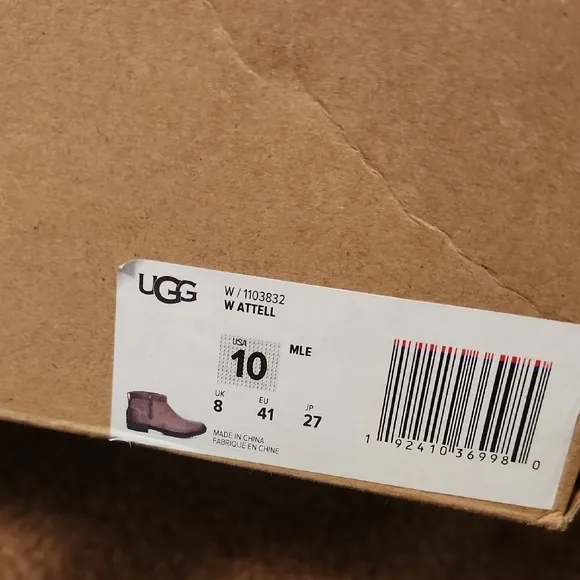 UGG
W / 1103832
W ATTELL
USA
10
MLE
UK EU JP
8 41 27
MADE IN CHINA
FABRIQUÉ EN CHINE
1 92410 36998 0